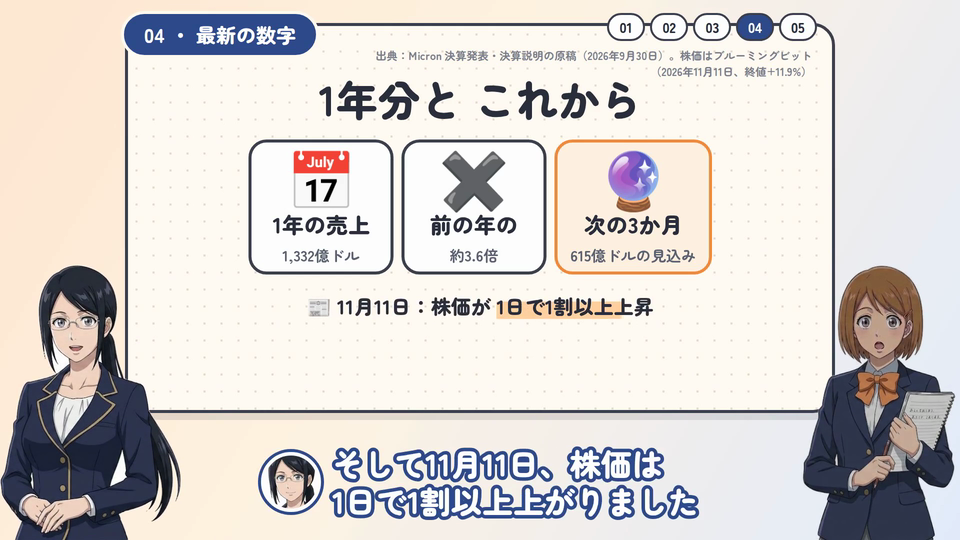 04 ・ 最新の数字
01 02 03 04 05
出典：Micron 決算発表・決算説明の原稿（2026年9月30日）。株価はブルーミングビット
（2026年11月11日、終値+11.9%）
1年分と これから
July
17
1年の売上
1,332億ドル
前の年の
約3.6倍
次の3か月
615億ドルの見込み
11月11日：株価が 1日で1割以上上昇
そして11月11日、株価は
1日で1割以上上がりました